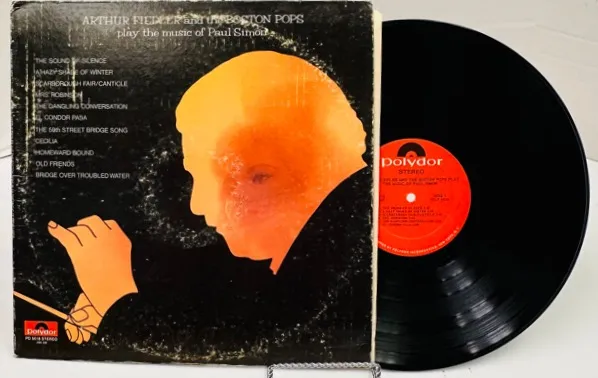 ARTHUR FIEDLER and the BOSTON POPS
play the music of Paul Simon
THE SOUND OF SILENCE
A HAZY SHADE OF WINTER
SCARBOROUGH FAIR/CANTICLE
MRS. ROBINSON
THE DANGLING CONVERSATION
EL CONDOR PASA
THE 59th STREET BRIDGE SONG
CECILIA
HOMEWARD BOUND
OLD FRIENDS
BRIDGE OVER TROUBLED WATER
polydor
STEREO
polydor
STEREO